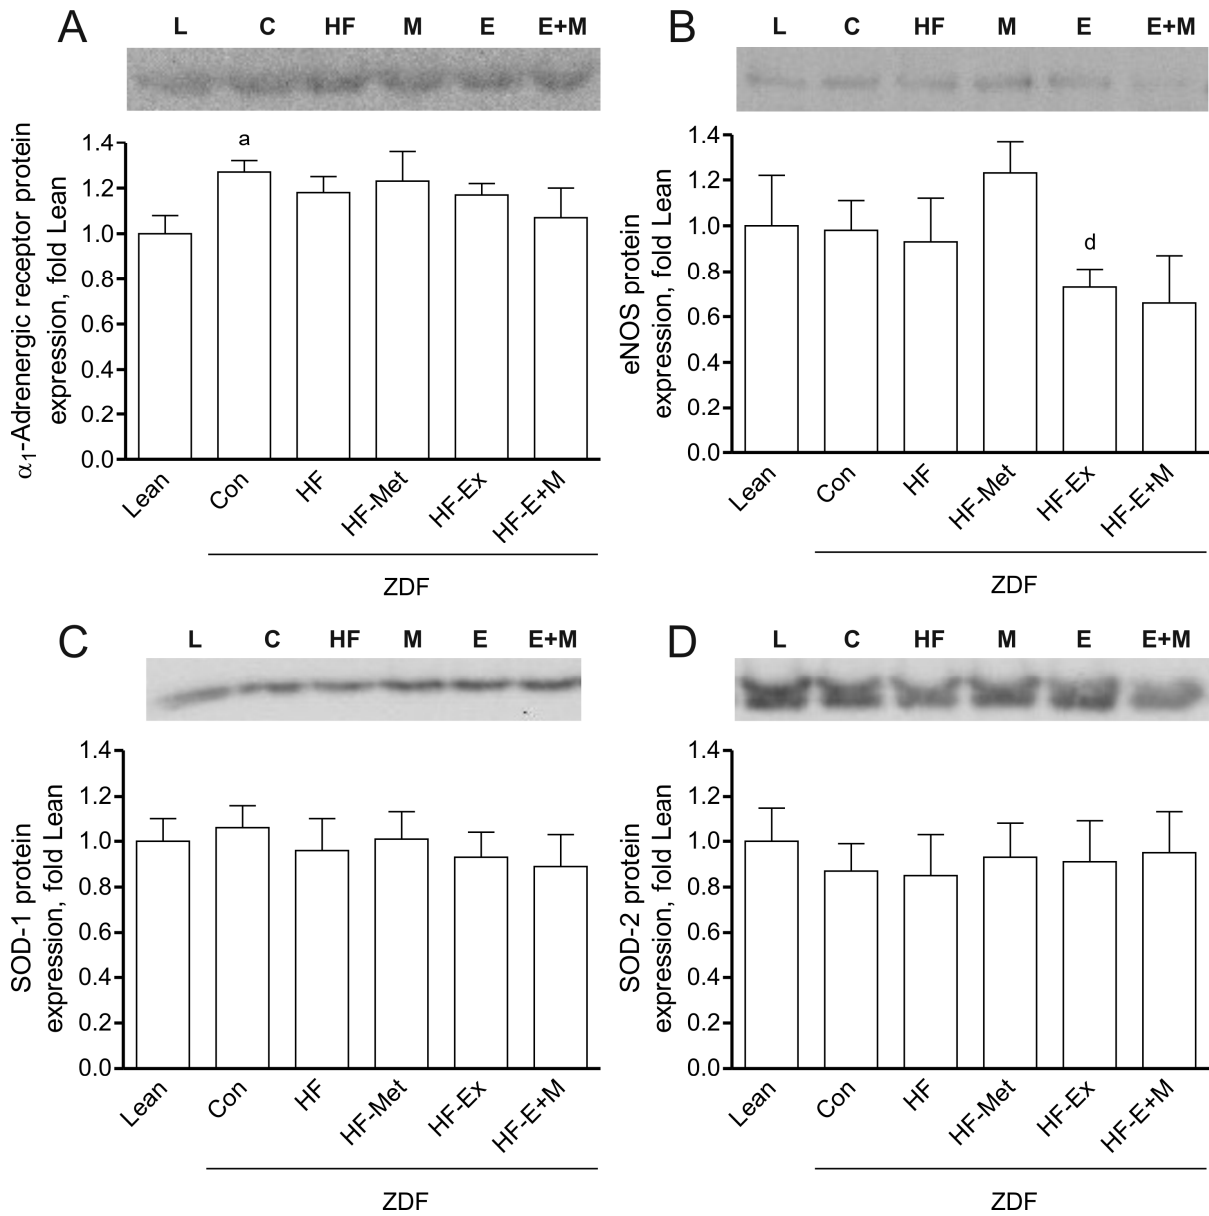 A
L C HF M E E+M
α1-Adrenergic receptor protein
expression, fold Lean
a
1.4
1.2
1.0
0.8
0.6
0.4
0.2
0.0
Lean Con HF HF-Met HF-Ex HF-E+M
ZDF
B
L C HF M E E+M
eNOS protein
expression, fold Lean
1.4
1.2
1.0
d
0.8
0.6
0.4
0.2
0.0
Lean Con HF HF-Met HF-Ex HF-E+M
ZDF
C
L C HF M E E+M
SOD-1 protein
expression, fold Lean
1.4
1.2
1.0
0.8
0.6
0.4
0.2
0.0
Lean Con HF HF-Met HF-Ex HF-E+M
ZDF
D
L C HF M E E+M
SOD-2 protein
expression, fold Lean
1.4
1.2
1.0
0.8
0.6
0.4
0.2
0.0
Lean Con HF HF-Met HF-Ex HF-E+M
ZDF